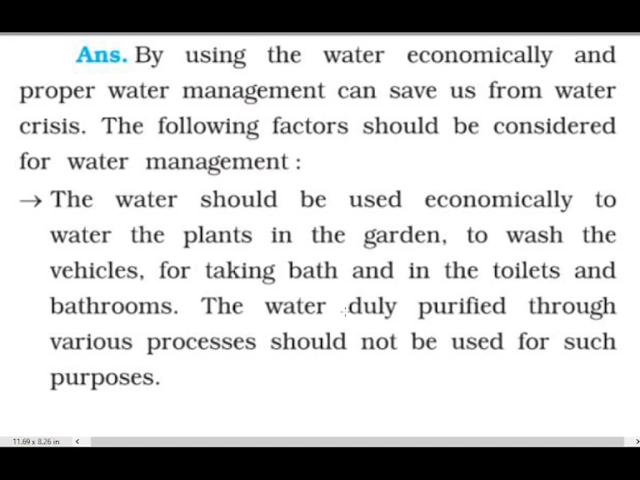 Ans. By using the water economically and
proper water management can save us from water
crisis. The following factors should be considered
for water management :
→ The water should be used economically to
water the plants in the garden, to wash the
vehicles, for taking bath and in the toilets and
bathrooms. The water duly purified through
various processes should not be used for such
purposes.
11.69 x 8.26 in